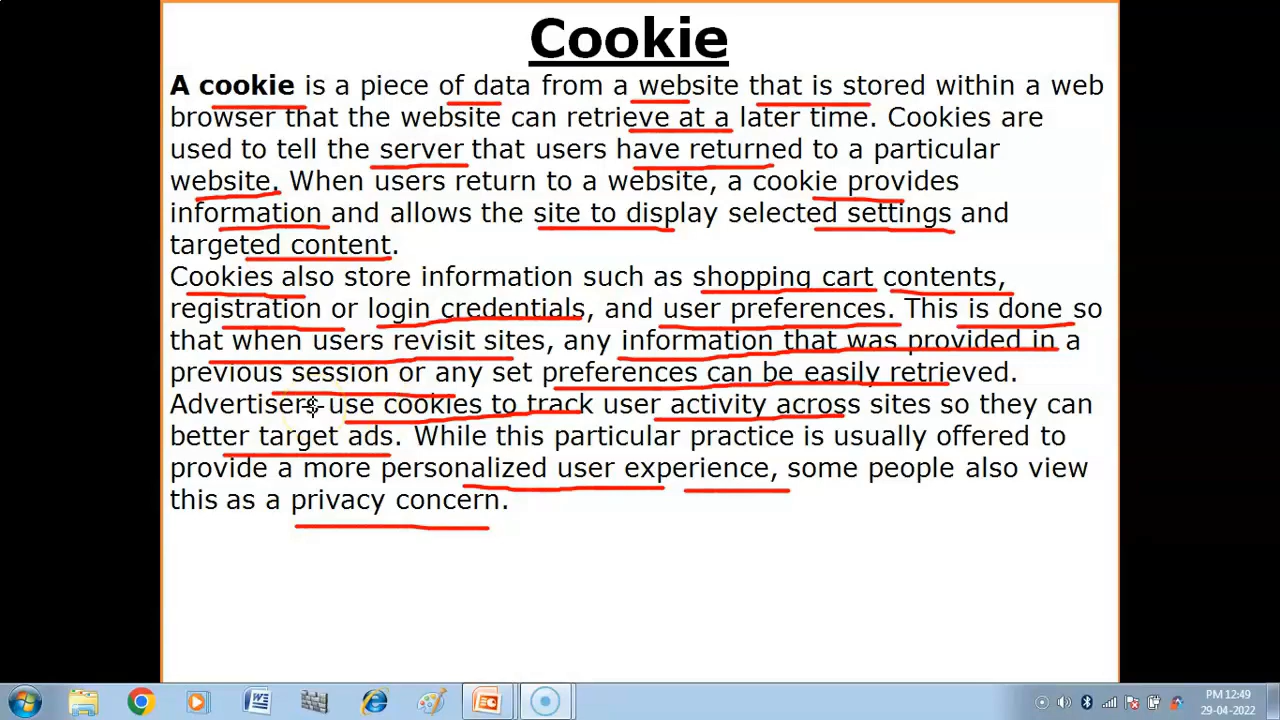 Cookie
A cookie is a piece of data from a website that is stored within a web
browser that the website can retrieve at a later time. Cookies are
used to tell the server that users have returned to a particular
website. When users return to a website, a cookie provides
information and allows the site to display selected settings and
targeted content.
Cookies also store information such as shopping cart contents,
registration or login credentials, and user preferences. This is done so
that when users revisit sites, any information that was provided in a
previous session or any set preferences can be easily retrieved.
Advertisers use cookies to track user activity across sites so they can
better target ads. While this particular practice is usually offered to
provide a more personalized user experience, some people also view
this as a privacy concern.
PM 12:49
29-04-2022